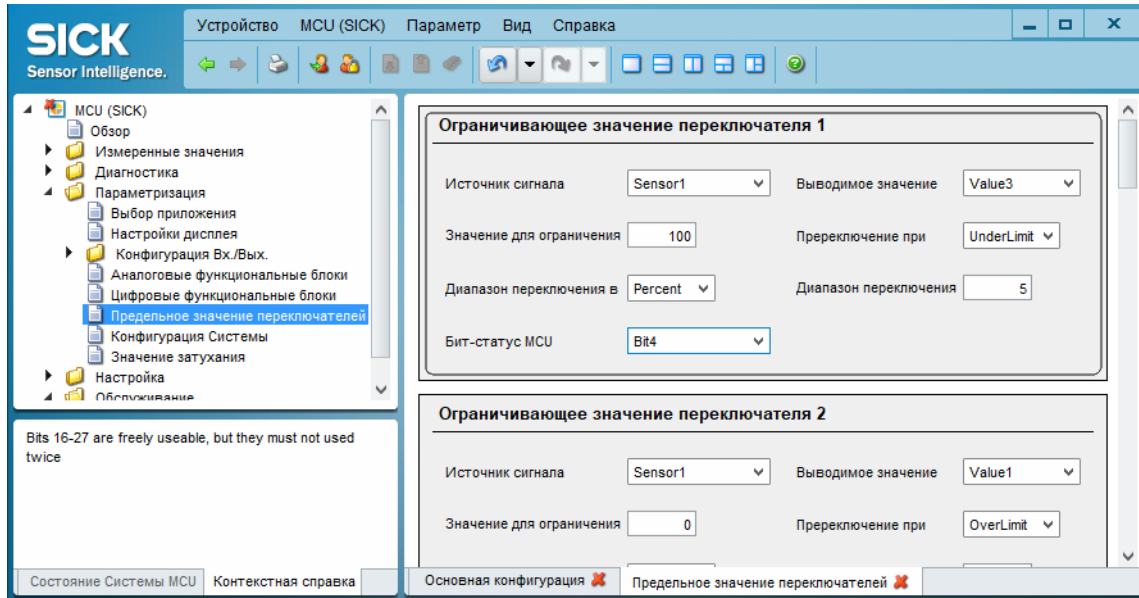 SICK
Sensor Intelligence.
Устройство MCU (SICK) Параметр Вид Справка
MCU (SICK)
Обзор
Измеренные значения
Диагностика
Параметризация
Выбор приложения
Настройки дисплея
Конфигурация Вх./Вых.
Аналоговые функциональные блоки
Цифровые функциональные блоки
Предельное значение переключателей
Конфигурация Системы
Значение затухания
Настройка
Обслуживание
Bits 16-27 are freely useable, but they must not used
twice
Состояние Системы MCU Контекстная справка
Ограничивающее значение переключателя 1
Источник сигнала Sensor1 Выводимое значение Value3
Значение для ограничения 100 Пререключение при UnderLimit
Диапазон переключения в Percent Диапазон переключения 5
Бит-статус MCU Bit4
Ограничивающее значение переключателя 2
Источник сигнала Sensor1 Выводимое значение Value1
Значение для ограничения 0 Пререключение при OverLimit
Основная конфигурация Предельное значение переключателей